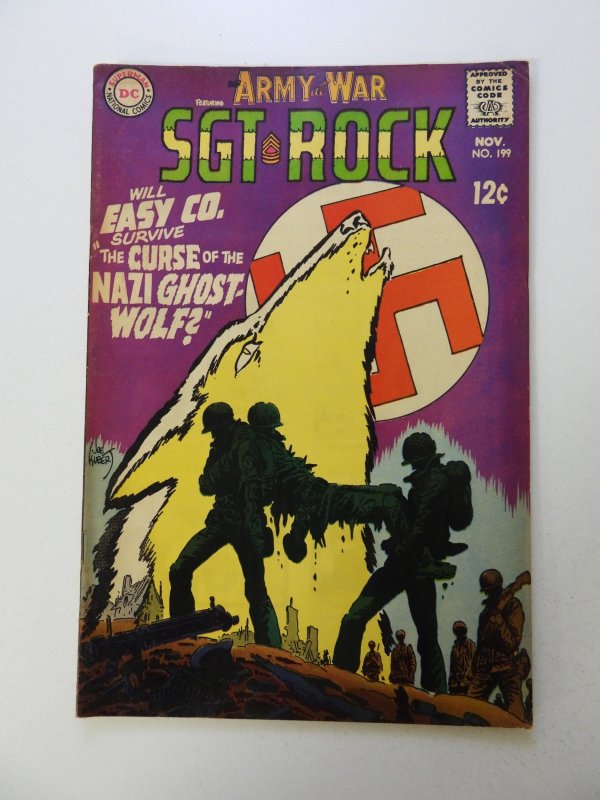 SUPERMAN
DC
NATIONAL COMICS
OUR ARMY at WAR
FEATURING
SGT ROCK
APPROVED
BY THE
COMICS
CODE
CCA
AUTHORITY
NOV.
NO. 199
12¢
WILL
EASY CO.
SURVIVE
"THE CURSE OF THE
NAZI GHOST-
WOLF?"
JOE
KUBERT